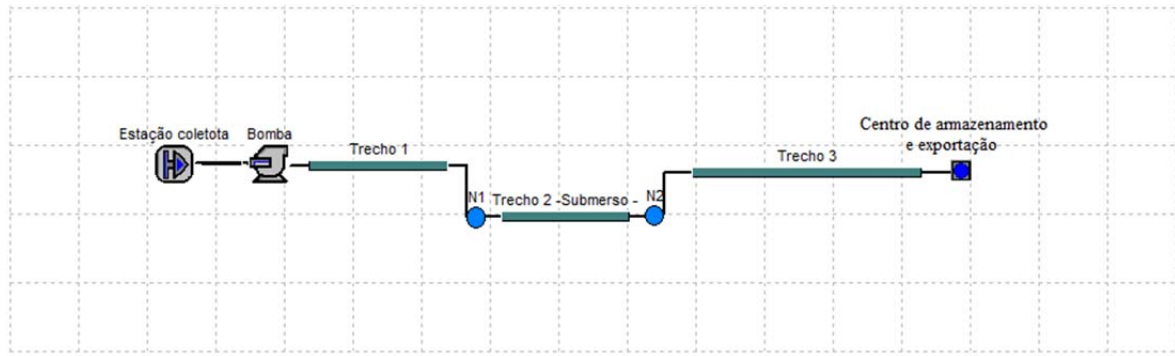 Estação coletota
Bomba
Trecho 1
N1
Trecho 2 -Submerso -
N2
Trecho 3
Centro de armazenamento
e exportação